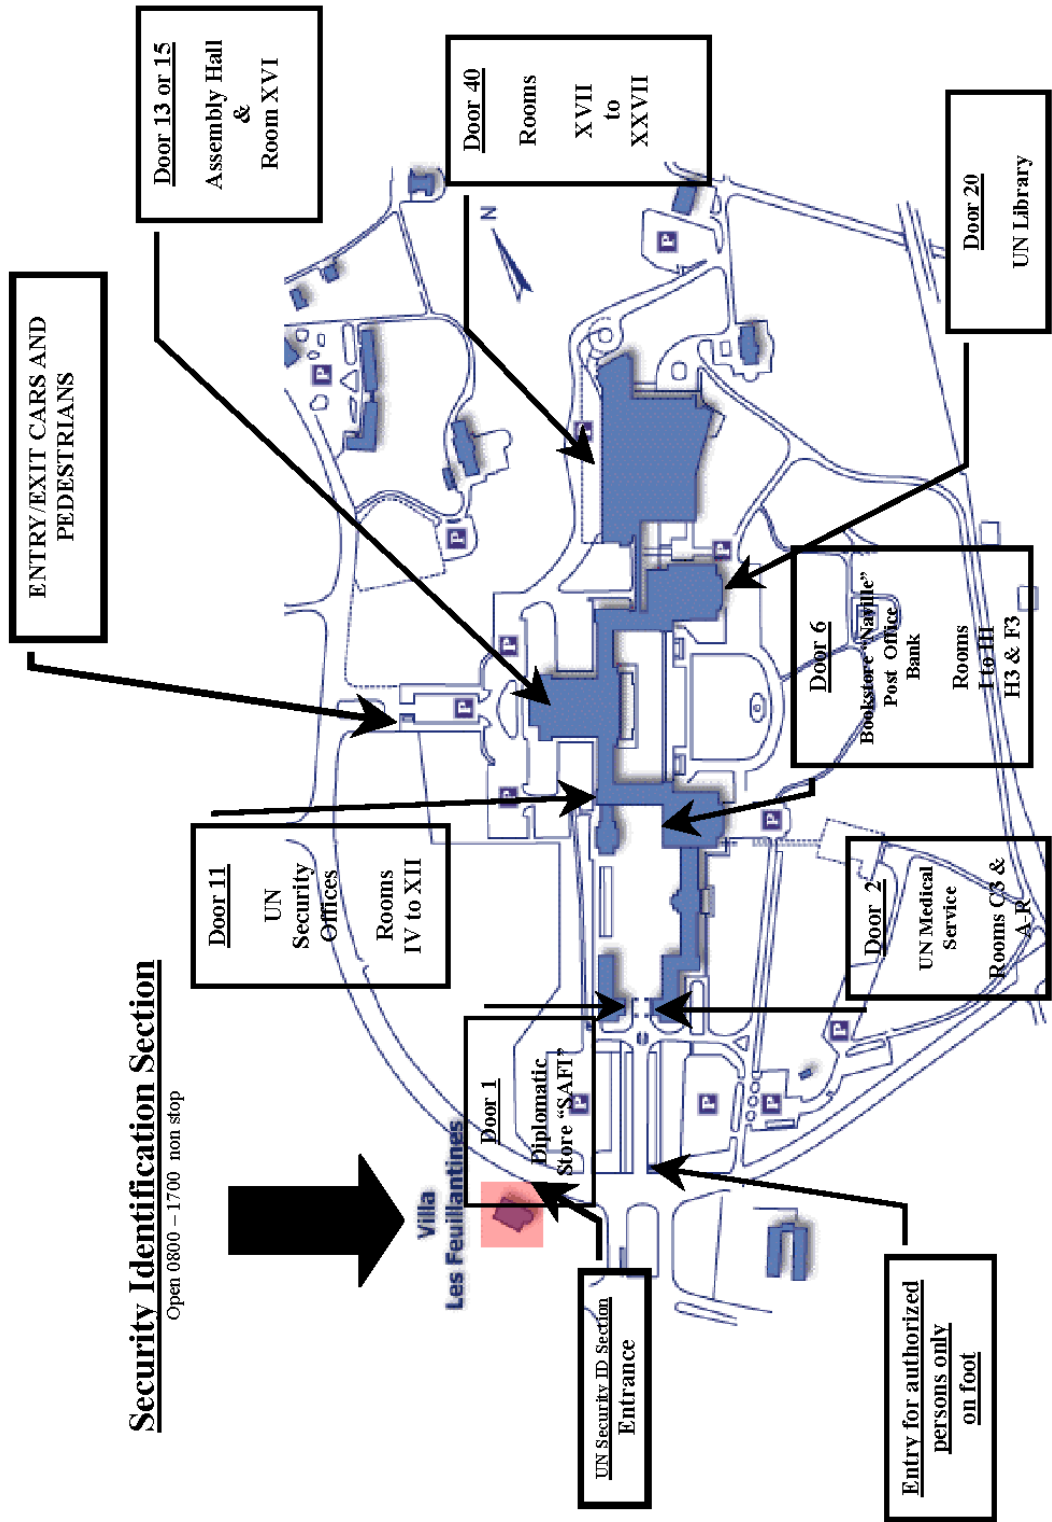 Security Identification Section
Open 0800 – 1700 non stop
ENTRY/EXIT CARS AND
PEDESTRIANS
Door 13 or 15
Assembly Hall
&
Room XVI
Door 40
Rooms
XVII
to
XXVII
Door 20
UN Library
Door 11
UN
Security
Offices
Rooms
IV to XII
Door 6
Bookstore “Naville”
Post Office
Bank
Rooms
I to III
H3 & F3
Door 2
UN Medical
Service
Rooms C3 &
A-R
Door 1
Diplomatic
Store “SAFI”
Villa
Les Feuillantines
UN Security ID Section
Entrance
Entry for authorized
persons only
on foot
N
P
P
P
P
P
P
P
P
P
P
P
P
P